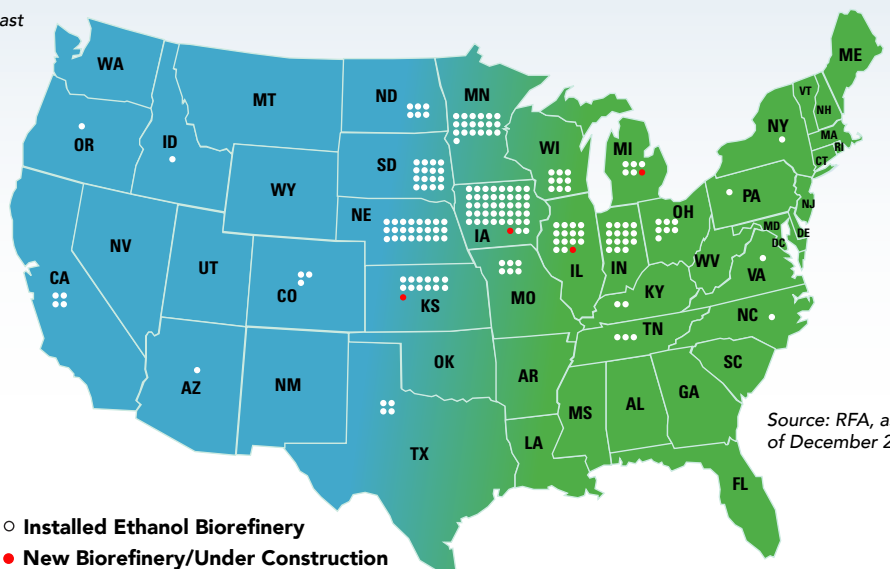 ast
WA
OR
ID
MT
WY
NV
CA
UT
AZ
CO
NM
ND
SD
NE
KS
OK
TX
MN
IA
MO
AR
LA
WI
IL
MI
IN
OH
KY
TN
MS
AL
GA
FL
SC
NC
VA
WV
PA
NY
VT
NH
ME
MA
RI
CT
NJ
DE
MD
DC
Source: RFA, as
of December 2
Installed Ethanol Biorefinery
New Biorefinery/Under Construction